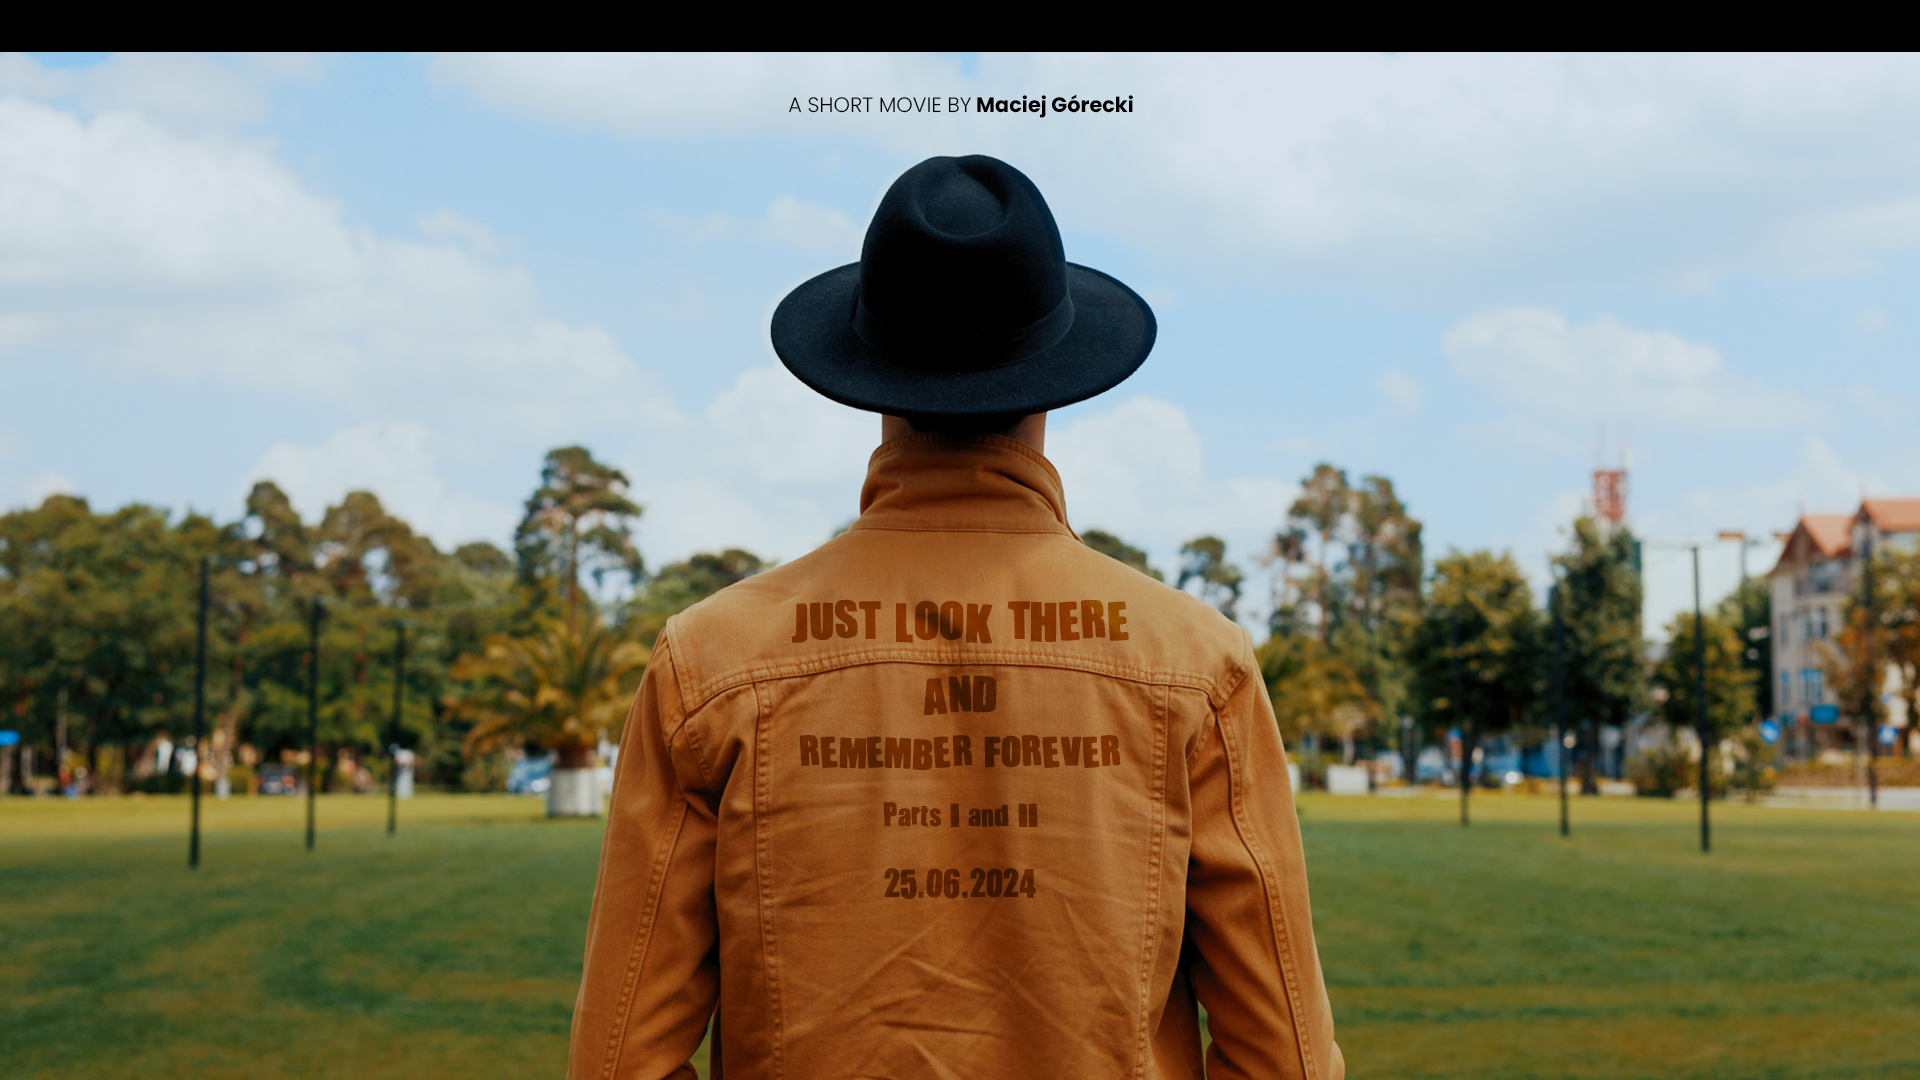 A SHORT MOVIE BY Maciej Górecki
JUST LOOK THERE
AND
REMEMBER FOREVER
Parts I and II
25.06.2024